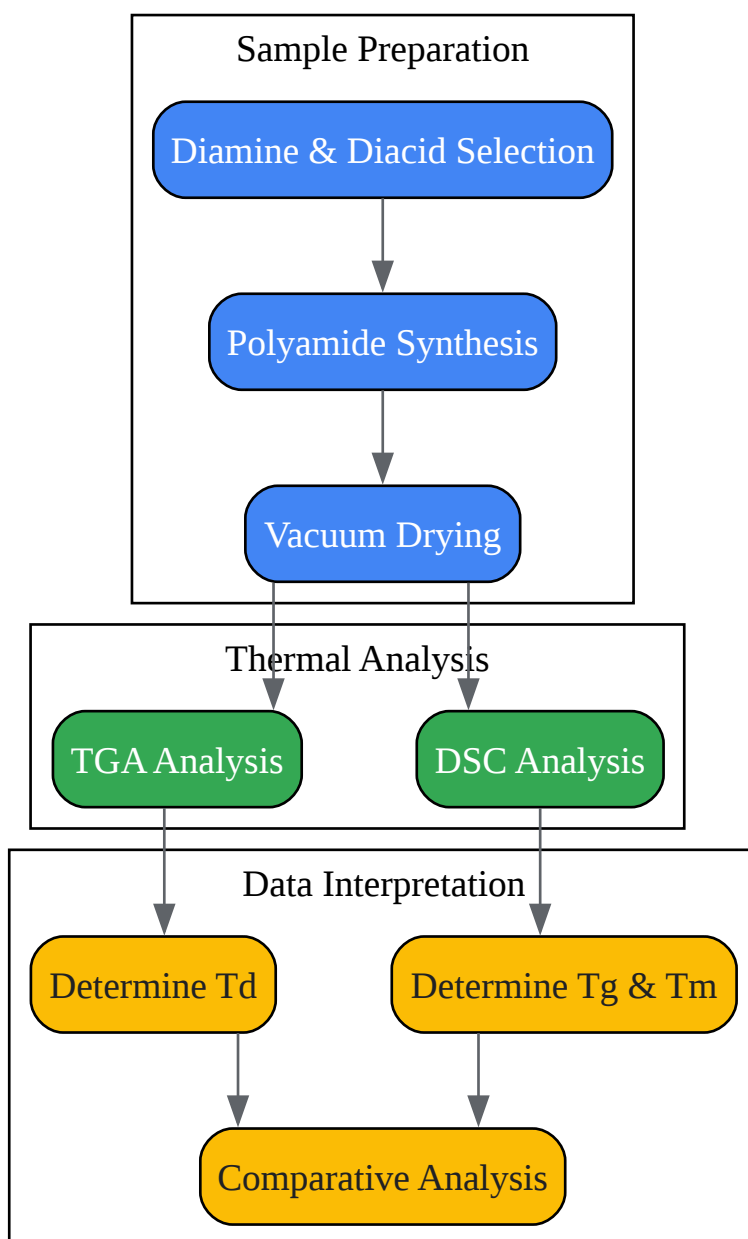 Sample Preparation
Diamine & Diacid Selection
Polyamide Synthesis
Vacuum Drying
Thermal Analysis
TGA Analysis
DSC Analysis
Data Interpretation
Determine Td
Determine Tg & Tm
Comparative Analysis